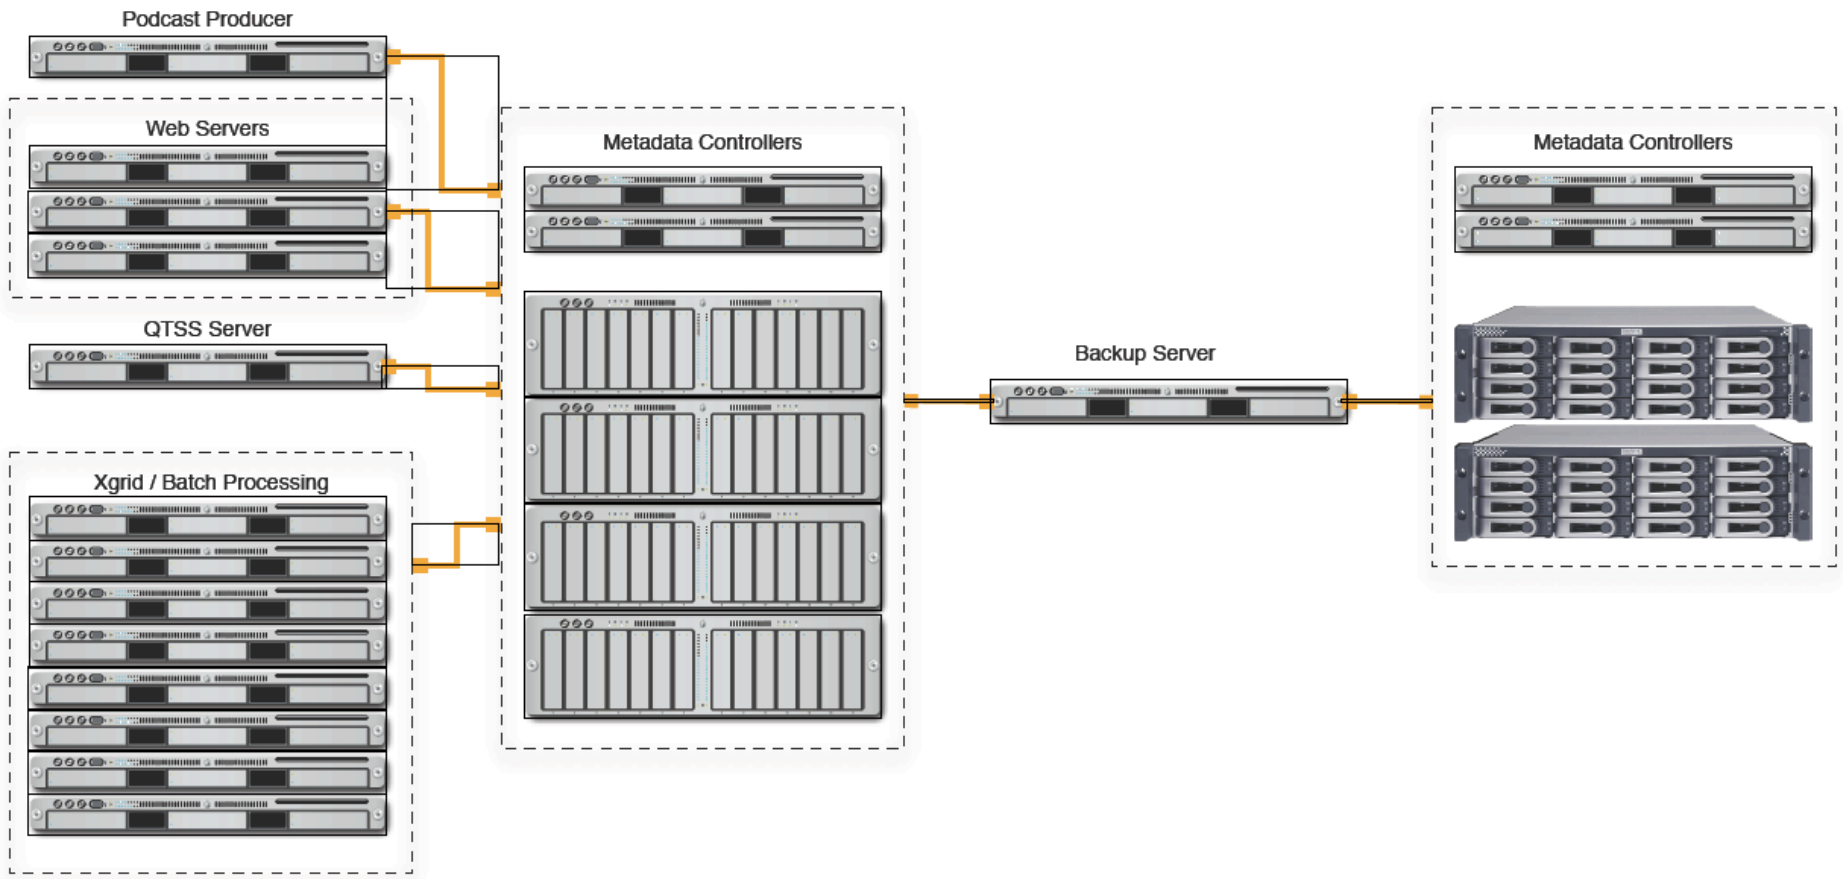 Podcast Producer
Web Servers
QTSS Server
Xgrid / Batch Processing
Metadata Controllers
Backup Server
Metadata Controllers